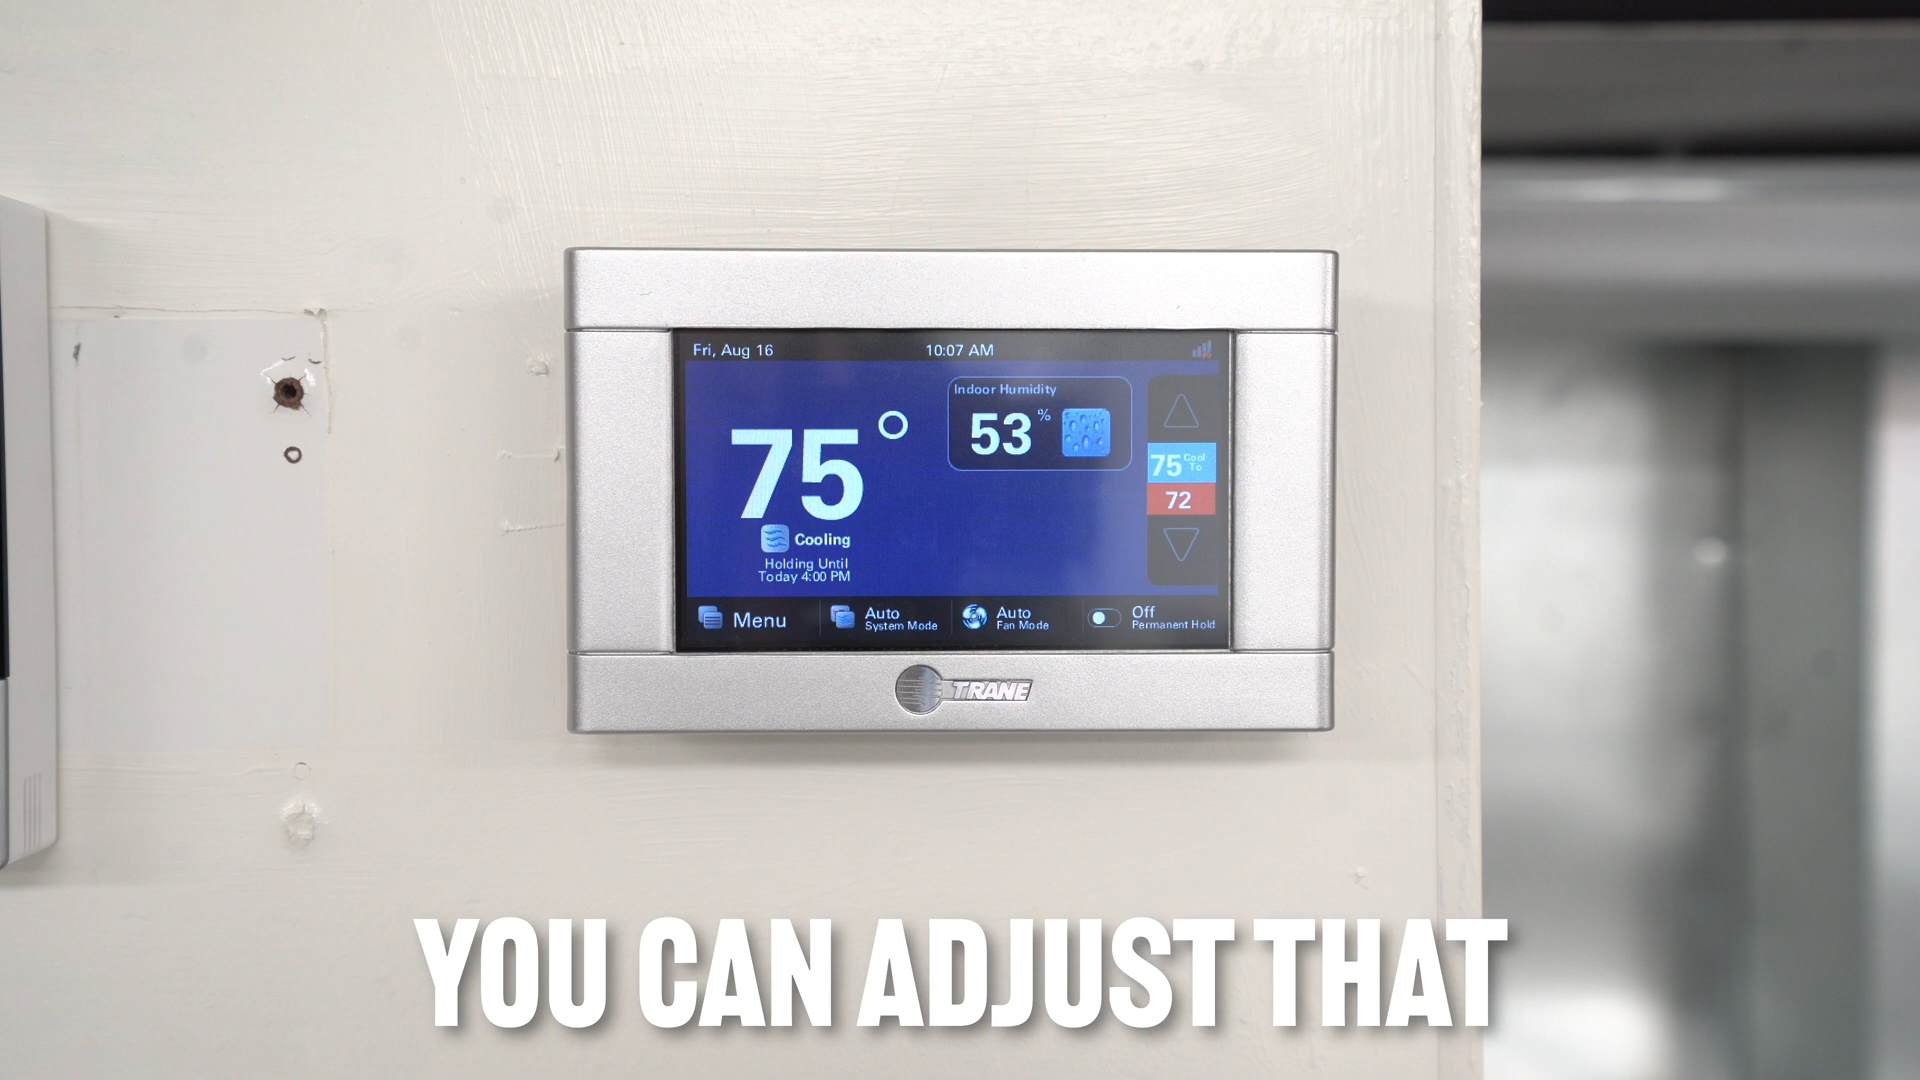 Fri, Aug 16
10:07 AM
Indoor Humidity
53 %
75°
75 Cool To
72
Cooling
Holding Until
Today 4:00 PM
Menu
Auto
System Mode
Auto
Fan Mode
Off
Permanent Hold
TRANE
YOU CAN ADJUST THAT